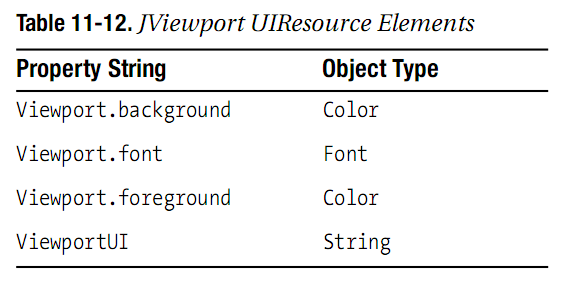 Table 11-12. JViewport UIResource Elements
Property String Object Type
Viewport.background Color
Viewport.font Font
Viewport.foreground Color
ViewportUI String